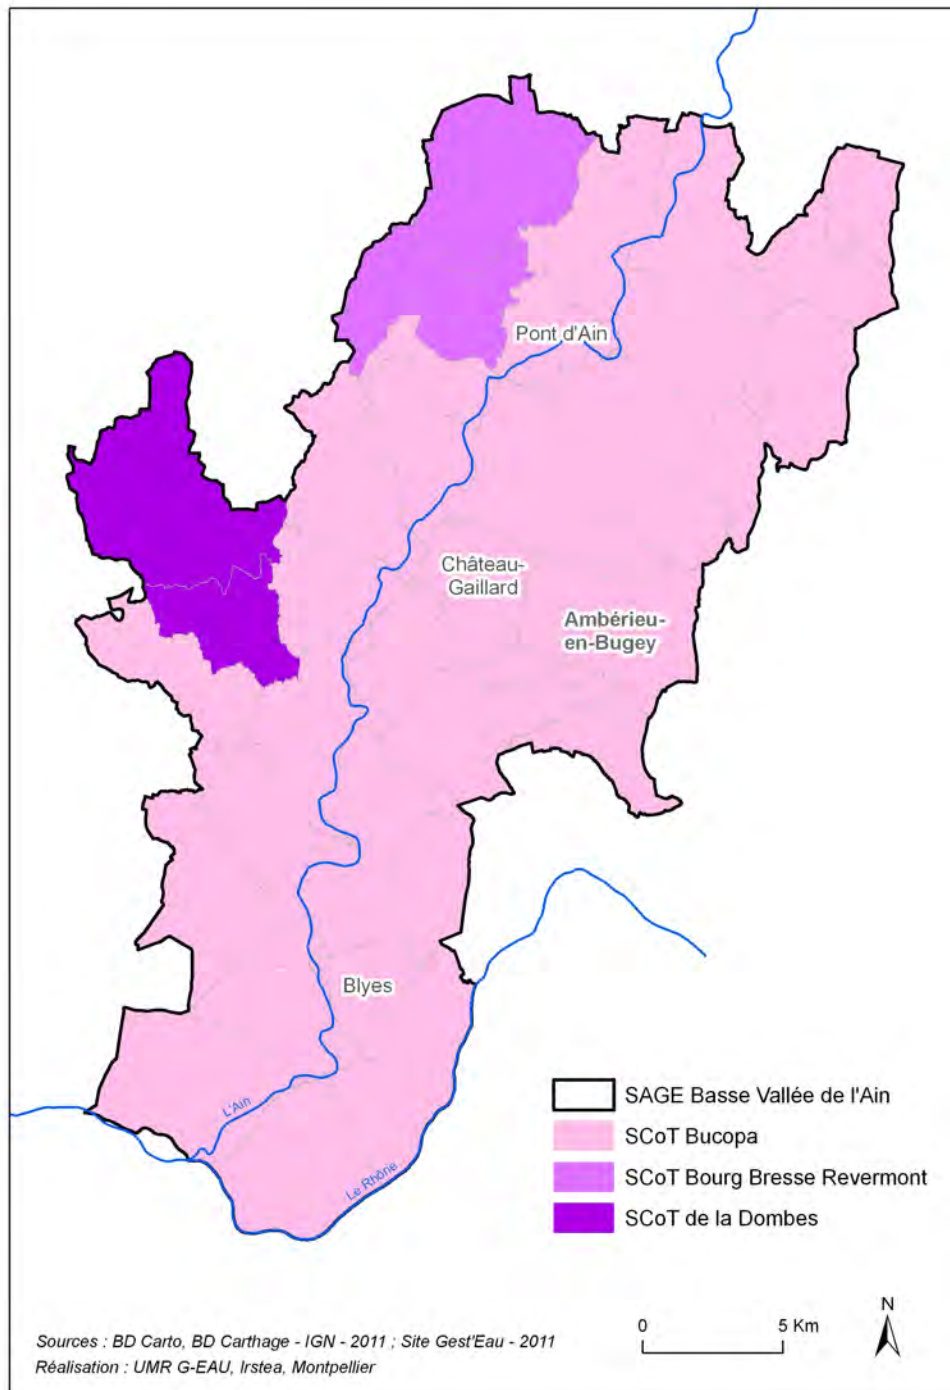 Pont d'Ain
Château-
Gaillard
Ambérieu-
en-Bugey
Blyes
L'Ain
Le Rhône
SAGE Basse Vallée de l'Ain
SCoT Bucopa
SCoT Bourg Bresse Revermont
SCoT de la Dombes
N
0 5 Km
Sources : BD Carto, BD Carthage - IGN - 2011 ; Site Gest'Eau - 2011
Réalisation : UMR G-EAU, Irstea, Montpellier